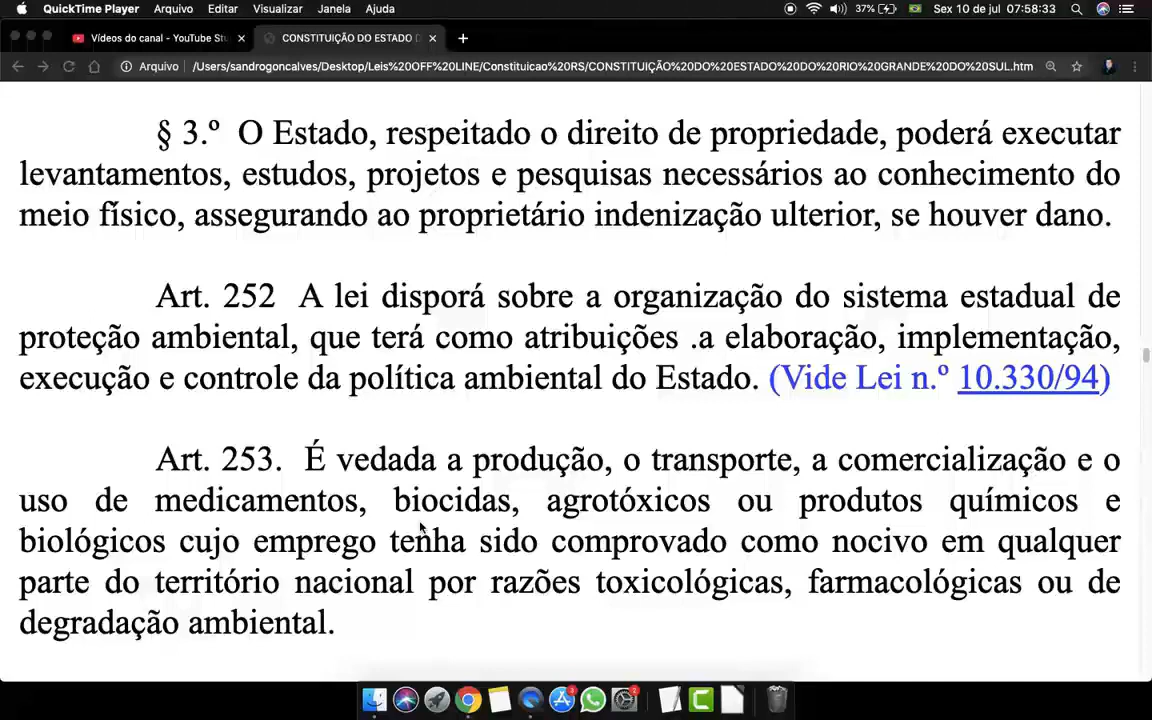 QuickTime Player Arquivo Editar Visualizar Janela Ajuda 37% Sex 10 de jul 07:58:33
Vídeos do canal - YouTube Stu × CONSTITUIÇÃO DO ESTADO × +
Arquivo /Users/sandrogoncalves/Desktop/Leis%20OFF%20LINE/Constituicao%20RS/CONSTITUIÇÃO%20DO%20ESTADO%20DO%20RIO%20GRANDE%20DO%20SUL.htm
§ 3.º O Estado, respeitado o direito de propriedade, poderá executar
levantamentos, estudos, projetos e pesquisas necessários ao conhecimento do
meio físico, assegurando ao proprietário indenização ulterior, se houver dano.
Art. 252 A lei disporá sobre a organização do sistema estadual de
proteção ambiental, que terá como atribuições .a elaboração, implementação,
execução e controle da política ambiental do Estado. (Vide Lei n.º 10.330/94)
Art. 253. É vedada a produção, o transporte, a comercialização e o
uso de medicamentos, biocidas, agrotóxicos ou produtos químicos e
biológicos cujo emprego tenha sido comprovado como nocivo em qualquer
parte do território nacional por razões toxicológicas, farmacológicas ou de
degradação ambiental.